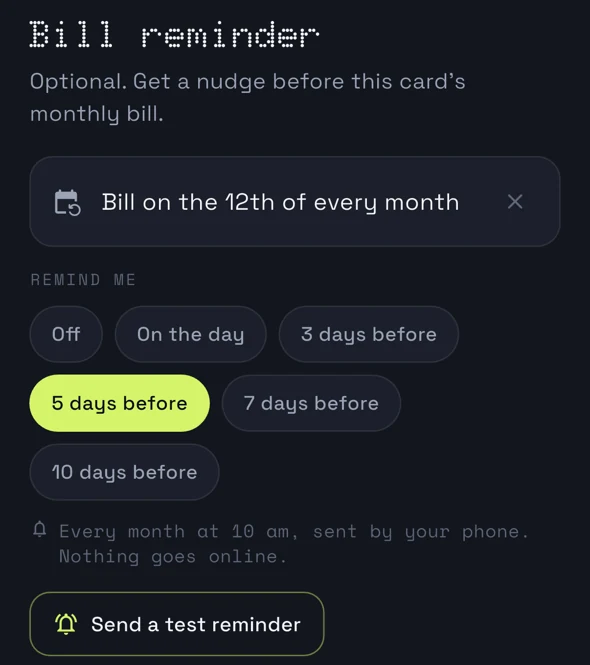 Bill reminder
Optional. Get a nudge before this card's
monthly bill.
Bill on the 12th of every month
REMIND ME
Off
On the day
3 days before
5 days before
7 days before
10 days before
Every month at 10 am, sent by your phone.
Nothing goes online.
Send a test reminder